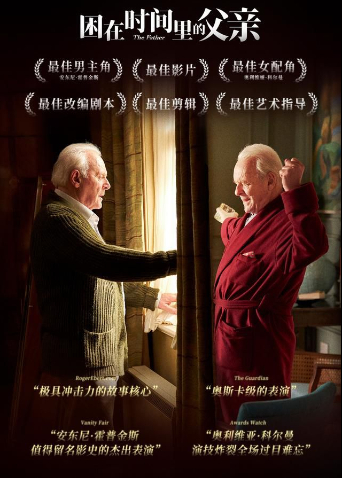 困在时间里的父亲
The Father
最佳男主角
安东尼·霍普金斯
最佳影片
最佳女配角
奥利维娅·科尔曼
最佳改编剧本
最佳剪辑
最佳艺术指导
RogerEbert
“极具冲击力的故事核心”
The Guardian
“奥斯卡级的表演”
Vanity Fair
“安东尼·霍普金斯
值得留名影史的杰出表演”
Awards Watch
“奥利维亚·科尔曼
演技炸裂全场过目难忘”